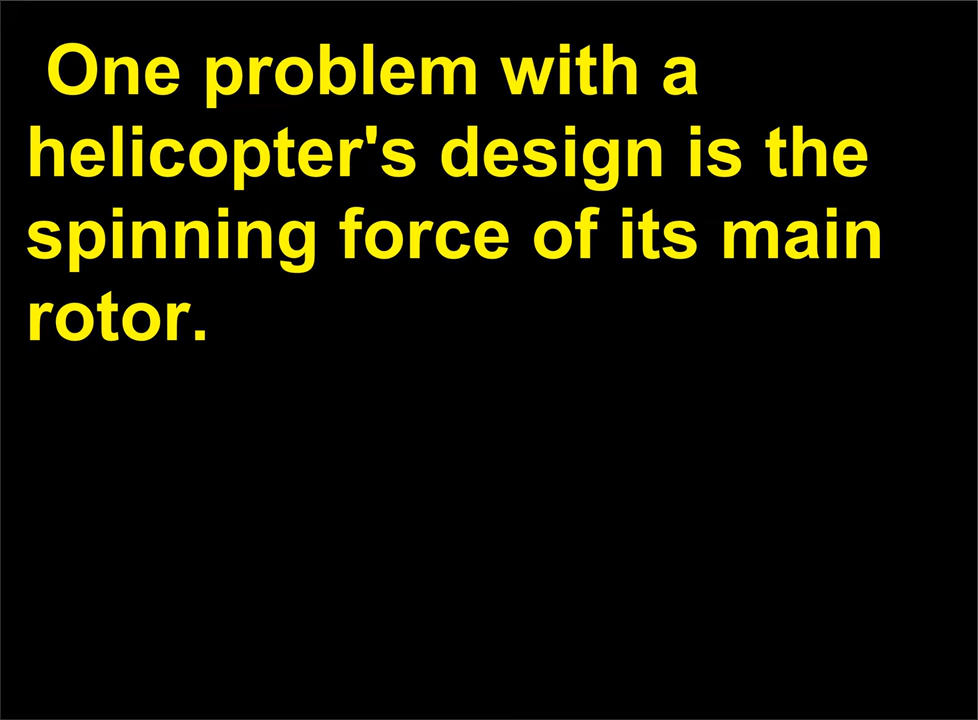 One problem with a
helicopter's design is the
spinning force of its main
rotor.